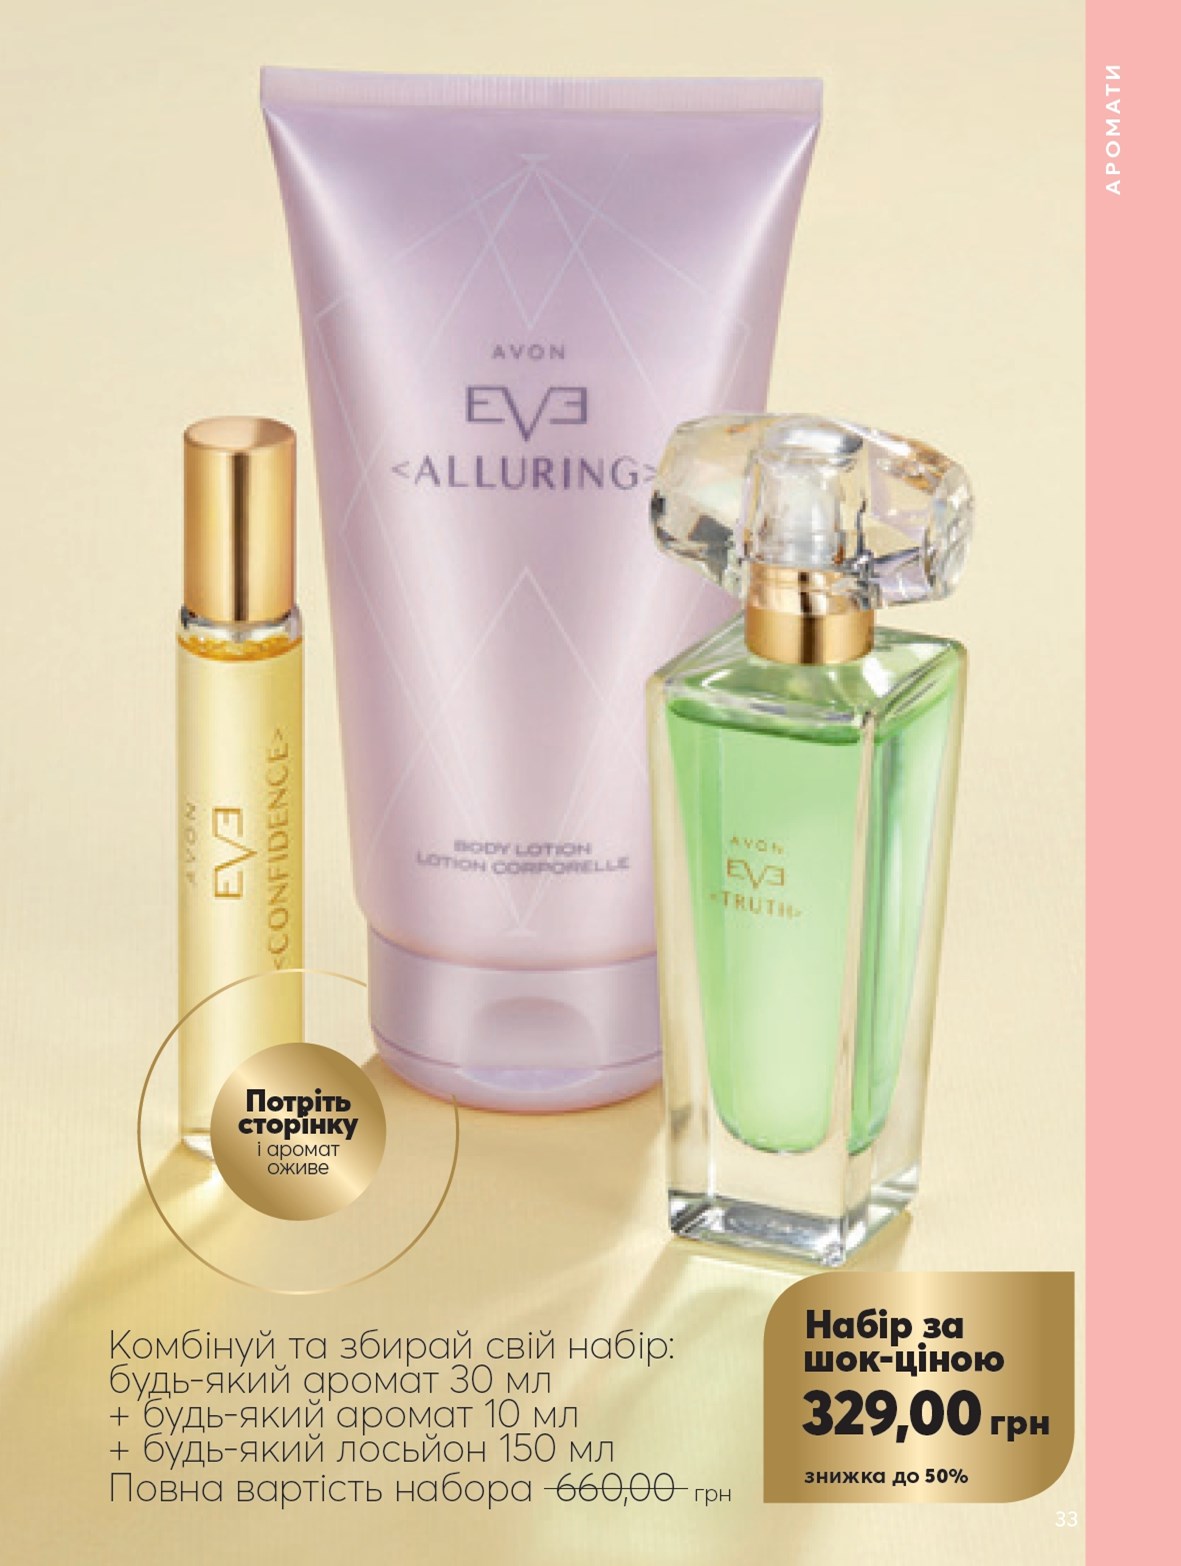 АРОМАТИ
AVON
EVE
<ALLURING>
BODY LOTION
LOTION CORPORELLE
AVON
EVE
<CONFIDENCE>
AVON
EVE
<TRUTH>
Потріть
сторінку
і аромат
оживе
Комбінуй та збирай свій набір:
будь-який аромат 30 мл
+ будь-який аромат 10 мл
+ будь-який лосьйон 150 мл
Повна вартість набора 660,00 грн
Набір за
шок-ціною
329,00 грн
знижка до 50%
33